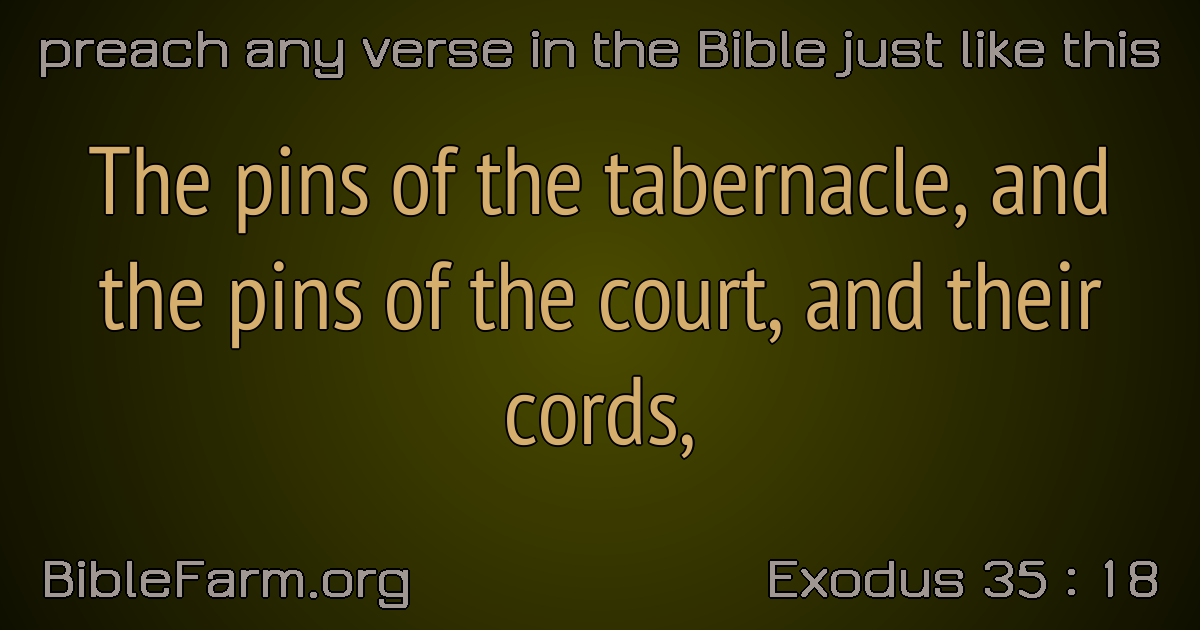 preach any verse in the Bible just like this
The pins of the tabernacle, and
the pins of the court, and their
cords,
BibleFarm.org
Exodus 35 : 18